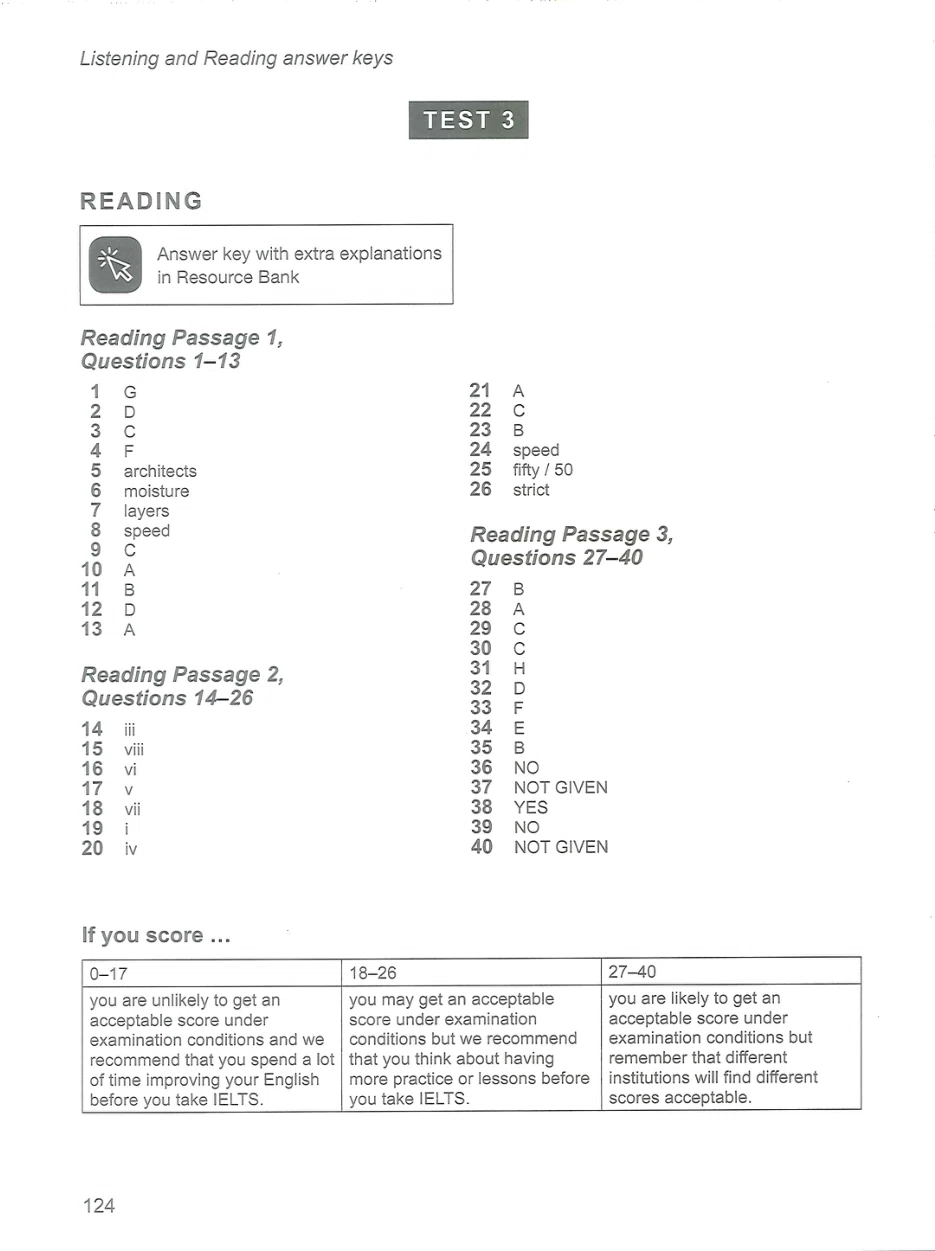 Listening and Reading answer keys
TEST 3
READING
Answer key with extra explanations
in Resource Bank
Reading Passage 1,
Questions 1–13
1 G
2 D
3 C
4 F
5 architects
6 moisture
7 layers
8 speed
9 C
10 A
11 B
12 D
13 A
Reading Passage 2,
Questions 14–26
14 iii
15 viii
16 vi
17 v
18 vii
19 i
20 iv
21 A
22 C
23 B
24 speed
25 fifty / 50
26 strict
Reading Passage 3,
Questions 27–40
27 B
28 A
29 C
30 C
31 H
32 D
33 F
34 E
35 B
36 NO
37 NOT GIVEN
38 YES
39 NO
40 NOT GIVEN
If you score ...
0–17
you are unlikely to get an
acceptable score under
examination conditions and we
recommend that you spend a lot
of time improving your English
before you take IELTS.
18–26
you may get an acceptable
score under examination
conditions but we recommend
that you think about having
more practice or lessons before
you take IELTS.
27–40
you are likely to get an
acceptable score under
examination conditions but
remember that different
institutions will find different
scores acceptable.
124